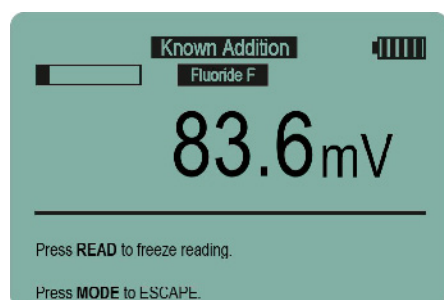 Known Addition
Fluoride F
83.6mV
Press READ to freeze reading.
Press MODE to ESCAPE.